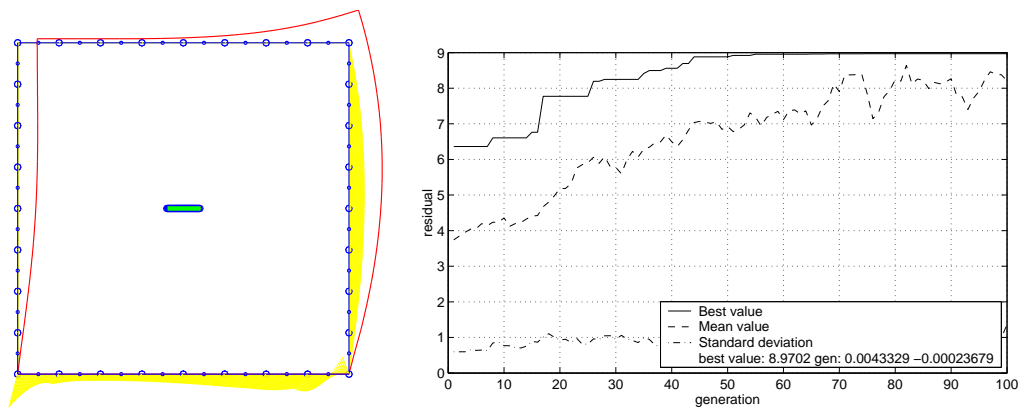 9
8
7
6
5
4
3
2
1
0
residual
Best value
Mean value
Standard deviation
best value: 8.9702 gen: 0.0043329 −0.00023679
0 10 20 30 40 50 60 70 80 90 100
generation